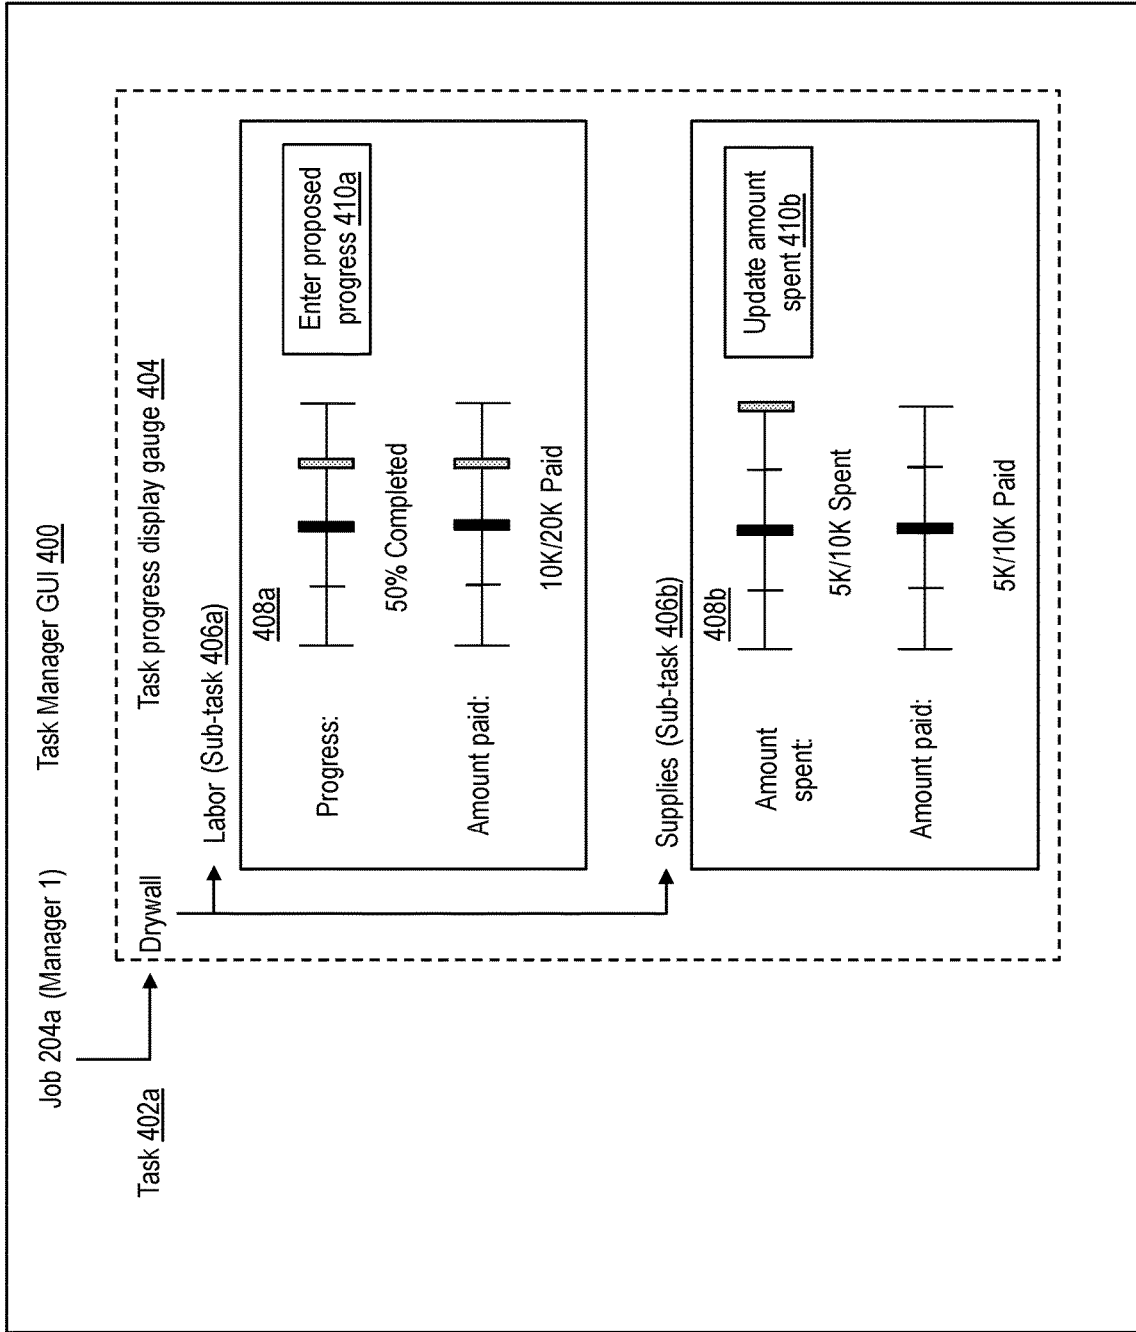 Job 204a (Manager 1)
Task Manager GUI 400
Task 402a
Drywall
Task progress display gauge 404
Labor (Sub-task 406a)
408a
Progress:
50% Completed
Enter proposed
progress 410a
Amount paid:
10K/20K Paid
Supplies (Sub-task 406b)
408b
Amount
spent:
5K/10K Spent
Update amount
spent 410b
Amount paid:
5K/10K Paid